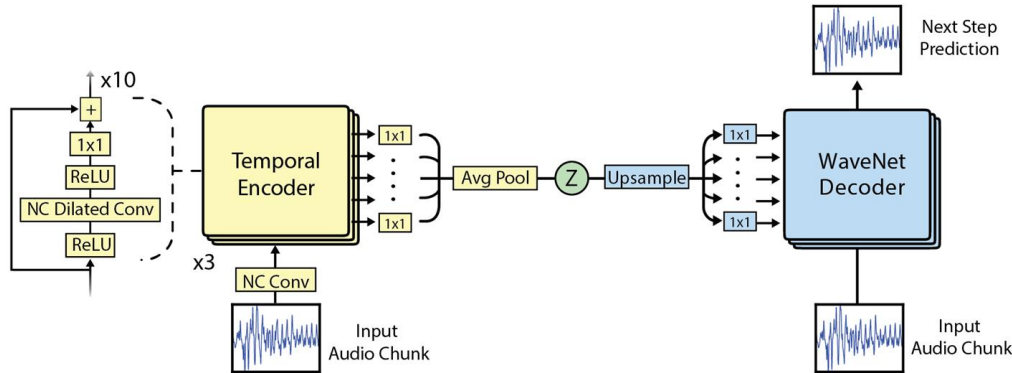 x10
+
1x1
ReLU
NC Dilated Conv
ReLU
Temporal
Encoder
x3
NC Conv
Input
Audio Chunk
1x1
1x1
Avg Pool
Z
Upsample
1x1
1x1
WaveNet
Decoder
Next Step
Prediction
Input
Audio Chunk